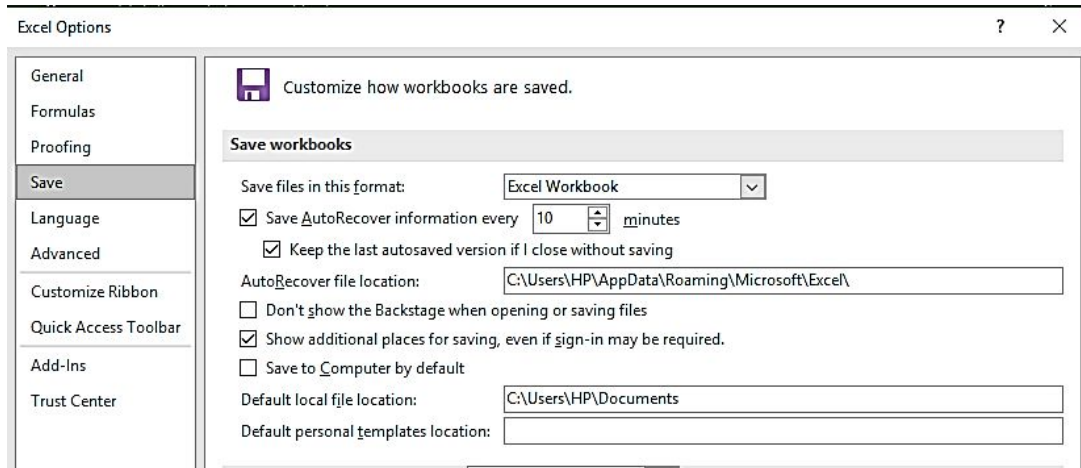 Excel Options
?
General
Formulas
Proofing
Save
Language
Advanced
Customize Ribbon
Quick Access Toolbar
Add-Ins
Trust Center
Customize how workbooks are saved.
Save workbooks
Save files in this format: Excel Workbook
Save AutoRecover information every 10 minutes
Keep the last autosaved version if I close without saving
AutoRecover file location: C:\Users\HP\AppData\Roaming\Microsoft\Excel\
Don't show the Backstage when opening or saving files
Show additional places for saving, even if sign-in may be required.
Save to Computer by default
Default local file location: C:\Users\HP\Documents
Default personal templates location: